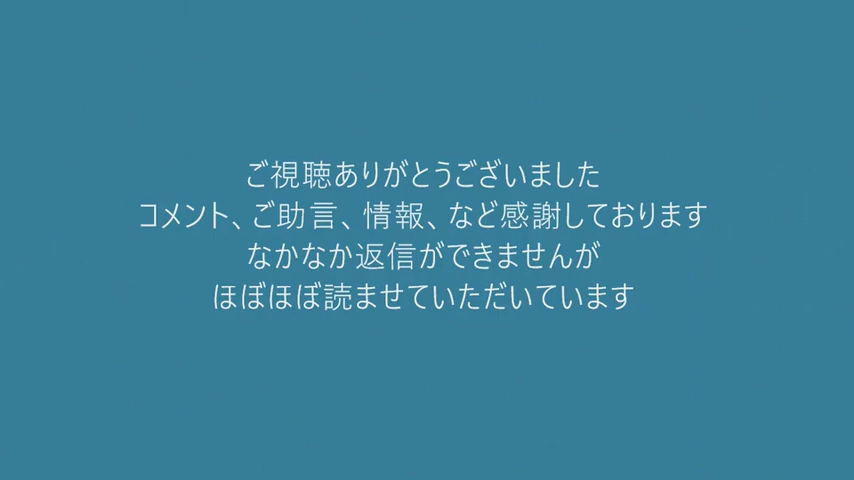 ご視聴ありがとうございました
コメント、ご助言、情報、など感謝しております
なかなか返信ができませんが
ほぼほぼ読ませていただいています